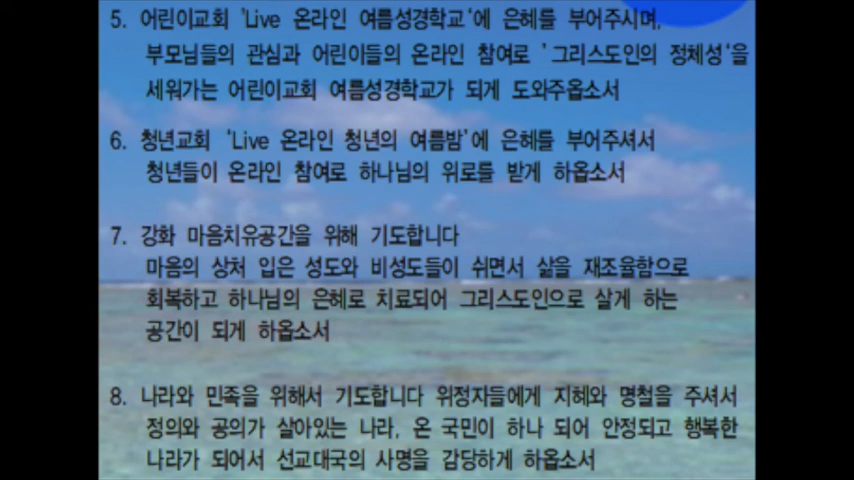 5. 어린이교회 'Live 온라인 여름성경학교'에 은혜를 부어주시며,
부모님들의 관심과 어린이들의 온라인 참여로 '그리스도인의 정체성'을
세워가는 어린이교회 여름성경학교가 되게 도와주옵소서
6. 청년교회 'Live 온라인 청년의 여름밤'에 은혜를 부어주셔서
청년들이 온라인 참여로 하나님의 위로를 받게 하옵소서
7. 강화 마음치유공간을 위해 기도합니다
마음의 상처 입은 성도와 비성도들이 쉬면서 삶을 재조율함으로
회복하고 하나님의 은혜로 치료되어 그리스도인으로 살게 하는
공간이 되게 하옵소서
8. 나라와 민족을 위해서 기도합니다 위정자들에게 지혜와 명철을 주셔서
정의와 공의가 살아있는 나라, 온 국민이 하나 되어 안정되고 행복한
나라가 되어서 선교대국의 사명을 감당하게 하옵소서